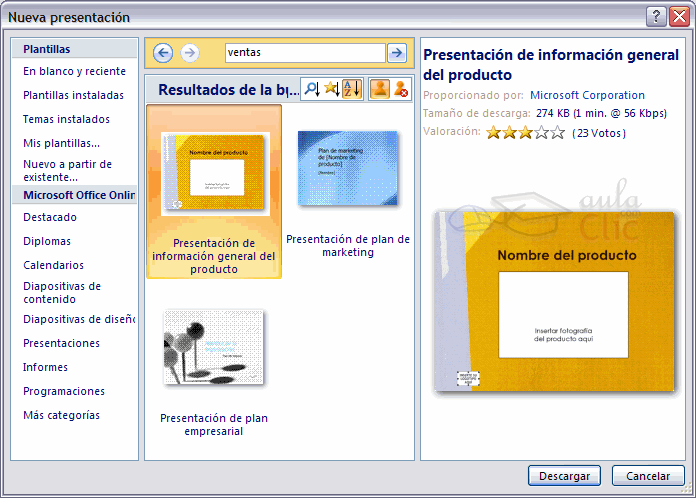 Nueva presentación
Plantillas
En blanco y reciente
Plantillas instaladas
Temas instalados
Mis plantillas...
Nuevo a partir de
existente...
Microsoft Office Onlin
Destacado
Diplomas
Calendarios
Diapositivas de
contenido
Diapositivas de diseño
Presentaciones
Informes
Programaciones
Más categorías
ventas
Resultados de la b
Nombre del producto
Presentación de
información general del
producto
Plan de marketing
de [Nombre de
producto]
[Nombre]
Presentación de plan de
marketing
Presentación de plan
empresarial
Presentación de información general
del producto
Proporcionado por: Microsoft Corporation
Tamaño de descarga: 274 KB (1 min. @ 56 Kbps)
Valoración: (23 Votos)
aula
Clic
Nombre del producto
Insertar fotografía
del producto aquí
Descargar
Cancelar